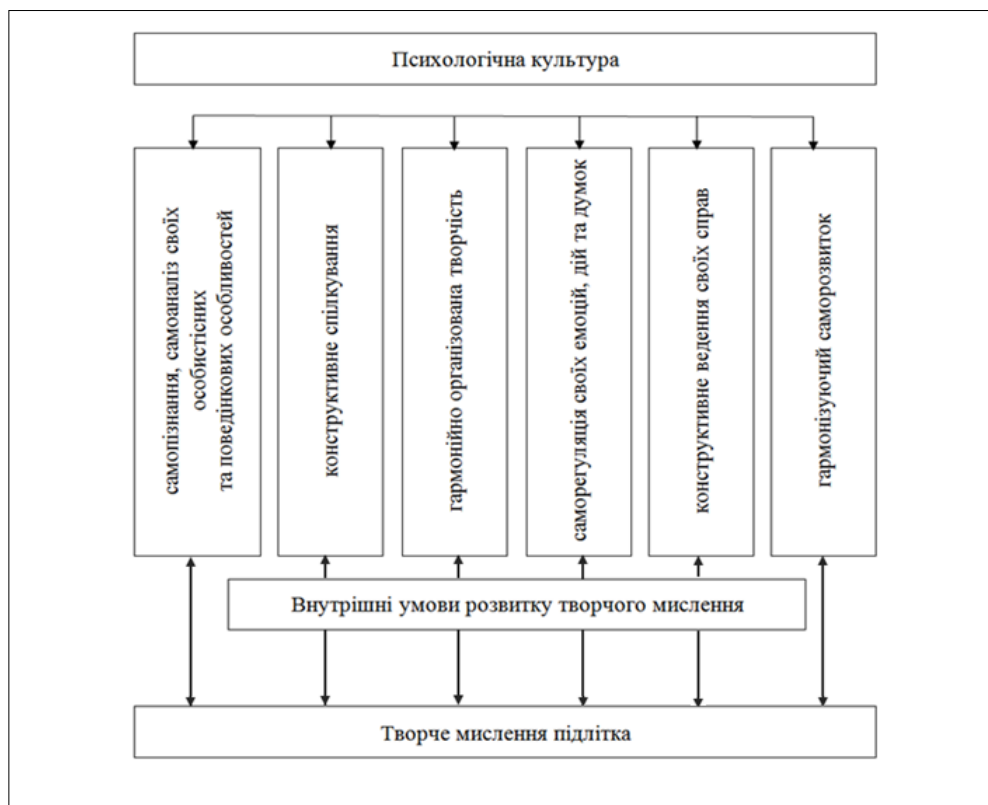 Психологічна культура
самопізнання, самоаналіз своїх
особистісних
та поведінкових особливостей
конструктивне спілкування
гармонійно організована творчість
саморегуляція своїх емоцій, дій та думок
конструктивне ведення своїх справ
гармонізуючий саморозвиток
Внутрішні умови розвитку творчого мислення
Творче мислення підлітка